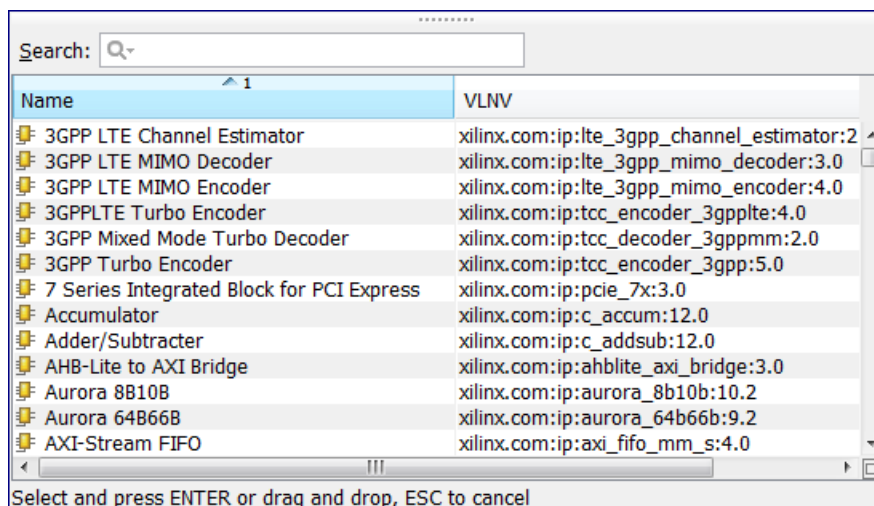 Search:
1
Name VLNV
3GPP LTE Channel Estimator xilinx.com:ip:lte_3gpp_channel_estimator:2
3GPP LTE MIMO Decoder xilinx.com:ip:lte_3gpp_mimo_decoder:3.0
3GPP LTE MIMO Encoder xilinx.com:ip:lte_3gpp_mimo_encoder:4.0
3GPPLTE Turbo Encoder xilinx.com:ip:tcc_encoder_3gpplte:4.0
3GPP Mixed Mode Turbo Decoder xilinx.com:ip:tcc_decoder_3gppmm:2.0
3GPP Turbo Encoder xilinx.com:ip:tcc_encoder_3gpp:5.0
7 Series Integrated Block for PCI Express xilinx.com:ip:pcie_7x:3.0
Accumulator xilinx.com:ip:c_accum:12.0
Adder/Subtracter xilinx.com:ip:c_addsub:12.0
AHB-Lite to AXI Bridge xilinx.com:ip:ahblite_axi_bridge:3.0
Aurora 8B10B xilinx.com:ip:aurora_8b10b:10.2
Aurora 64B66B xilinx.com:ip:aurora_64b66b:9.2
AXI-Stream FIFO xilinx.com:ip:axi_fifo_mm_s:4.0
Select and press ENTER or drag and drop, ESC to cancel